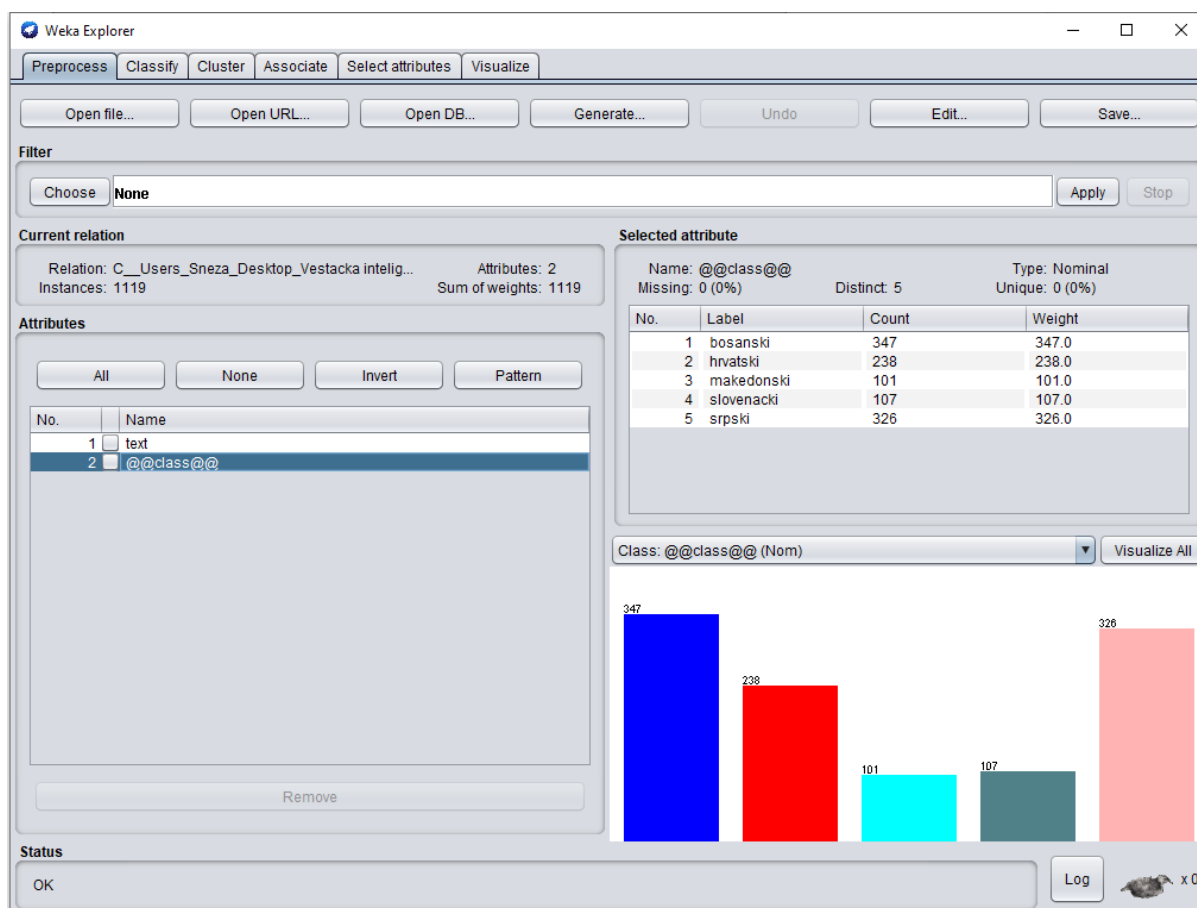 Weka Explorer
Preprocess Classify Cluster Associate Select attributes Visualize
Open file... Open URL... Open DB... Generate... Undo Edit... Save...
Filter
Choose None Apply Stop
Current relation
Relation: C__Users_Sneza_Desktop_Vestacka intelig... Attributes: 2
Instances: 1119 Sum of weights: 1119
Attributes
All None Invert Pattern
No. Name
1 text
2 @@class@@
Remove
Selected attribute
Name: @@class@@ Type: Nominal
Missing: 0 (0%) Distinct: 5 Unique: 0 (0%)
No. Label Count Weight
1 bosanski 347 347.0
2 hrvatski 238 238.0
3 makedonski 101 101.0
4 slovenacki 107 107.0
5 srpski 326 326.0
Class: @@class@@ (Nom) Visualize All
347
238
101
107
326
Status
OK
Log x 0